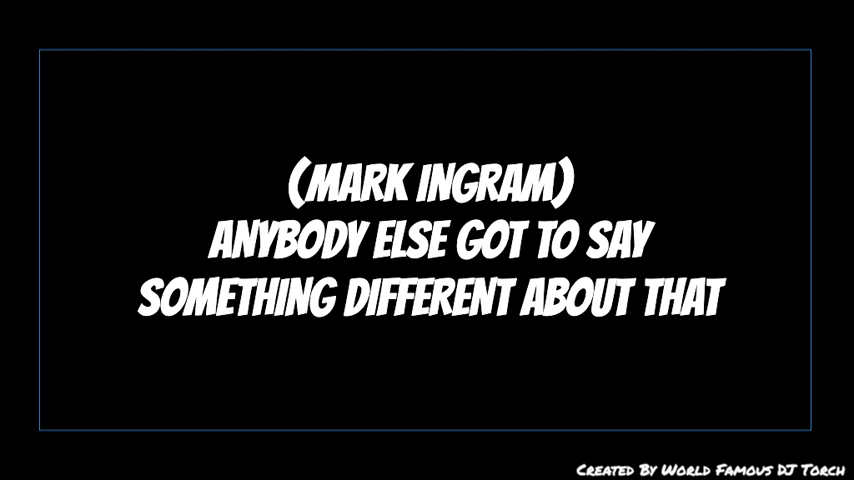 (MARK INGRAM)
ANYBODY ELSE GOT TO SAY
SOMETHING DIFFERENT ABOUT THAT
CREATED BY WORLD FAMOUS DJ TORCH